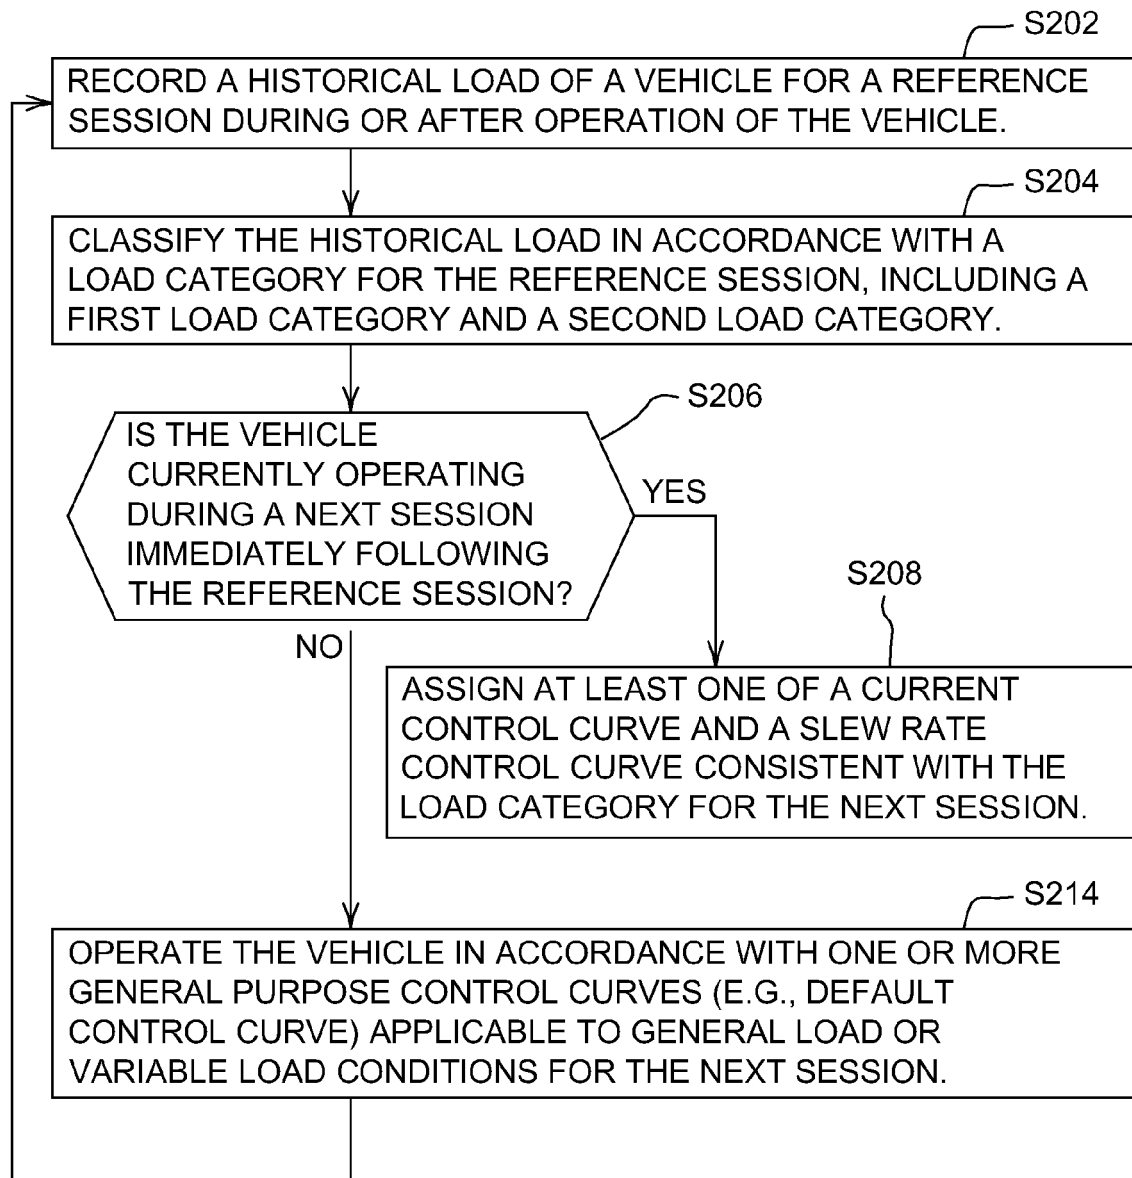 S202
RECORD A HISTORICAL LOAD OF A VEHICLE FOR A REFERENCE
SESSION DURING OR AFTER OPERATION OF THE VEHICLE.
S204
CLASSIFY THE HISTORICAL LOAD IN ACCORDANCE WITH A
LOAD CATEGORY FOR THE REFERENCE SESSION, INCLUDING A
FIRST LOAD CATEGORY AND A SECOND LOAD CATEGORY.
S206
IS THE VEHICLE
CURRENTLY OPERATING
DURING A NEXT SESSION
IMMEDIATELY FOLLOWING
THE REFERENCE SESSION?
YES
NO
S208
ASSIGN AT LEAST ONE OF A CURRENT
CONTROL CURVE AND A SLEW RATE
CONTROL CURVE CONSISTENT WITH THE
LOAD CATEGORY FOR THE NEXT SESSION.
S214
OPERATE THE VEHICLE IN ACCORDANCE WITH ONE OR MORE
GENERAL PURPOSE CONTROL CURVES (E.G., DEFAULT
CONTROL CURVE) APPLICABLE TO GENERAL LOAD OR
VARIABLE LOAD CONDITIONS FOR THE NEXT SESSION.